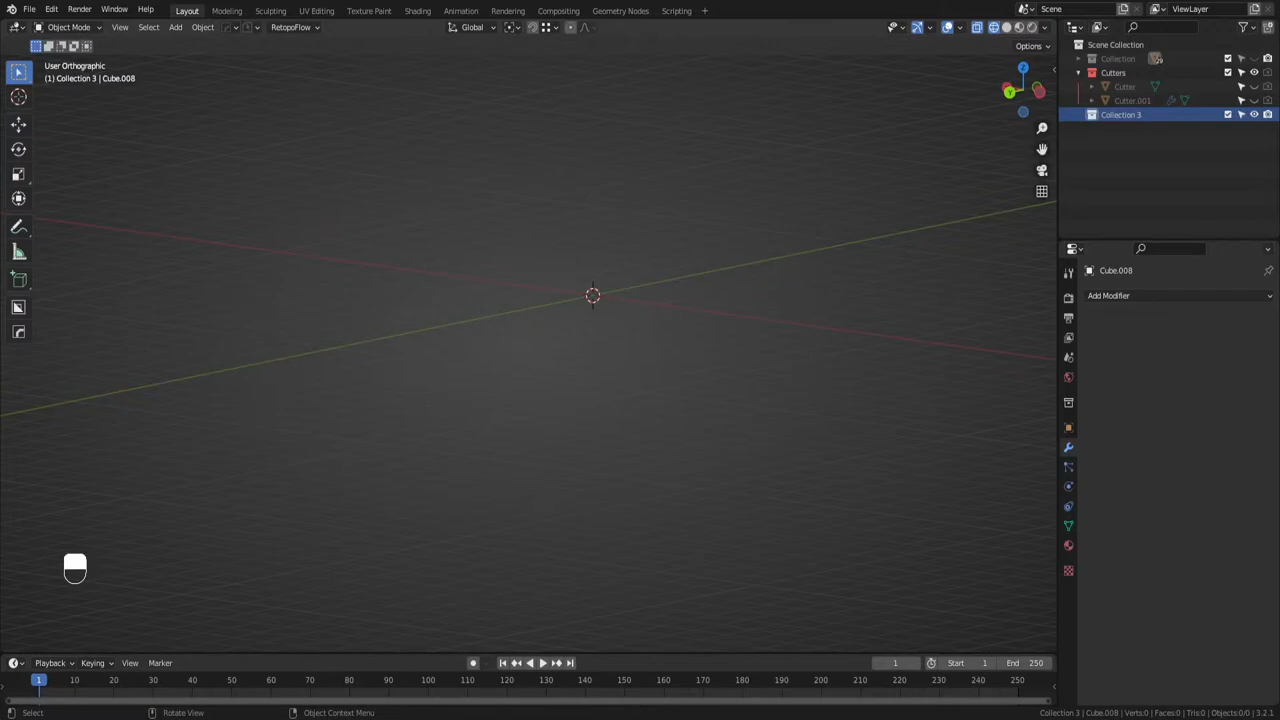 File Edit Render Window Help Layout Modeling Sculpting UV Editing Texture Paint Shading Animation Rendering Compositing Geometry Nodes Scripting + Scene ViewLayer
Object Mode View Select Add Object RetopoFlow Global
Options
User Orthographic
(1) Collection 3 | Cube.008
Z
Y
Scene Collection
Collection
Cutters
Cutter
Cutter.001
Collection 3
Cube.008
Add Modifier
Playback Keying View Marker 1 Start 1 End 250
1 10 20 30 40 50 60 70 80 90 100 110 120 130 140 150 160 170 180 190 200 210 220 230 240 250
Select Rotate View Object Context Menu Collection 3 | Cube.008 | Verts:0 | Faces:0 | Tris:0 | Objects:0/0 | 3.2.1